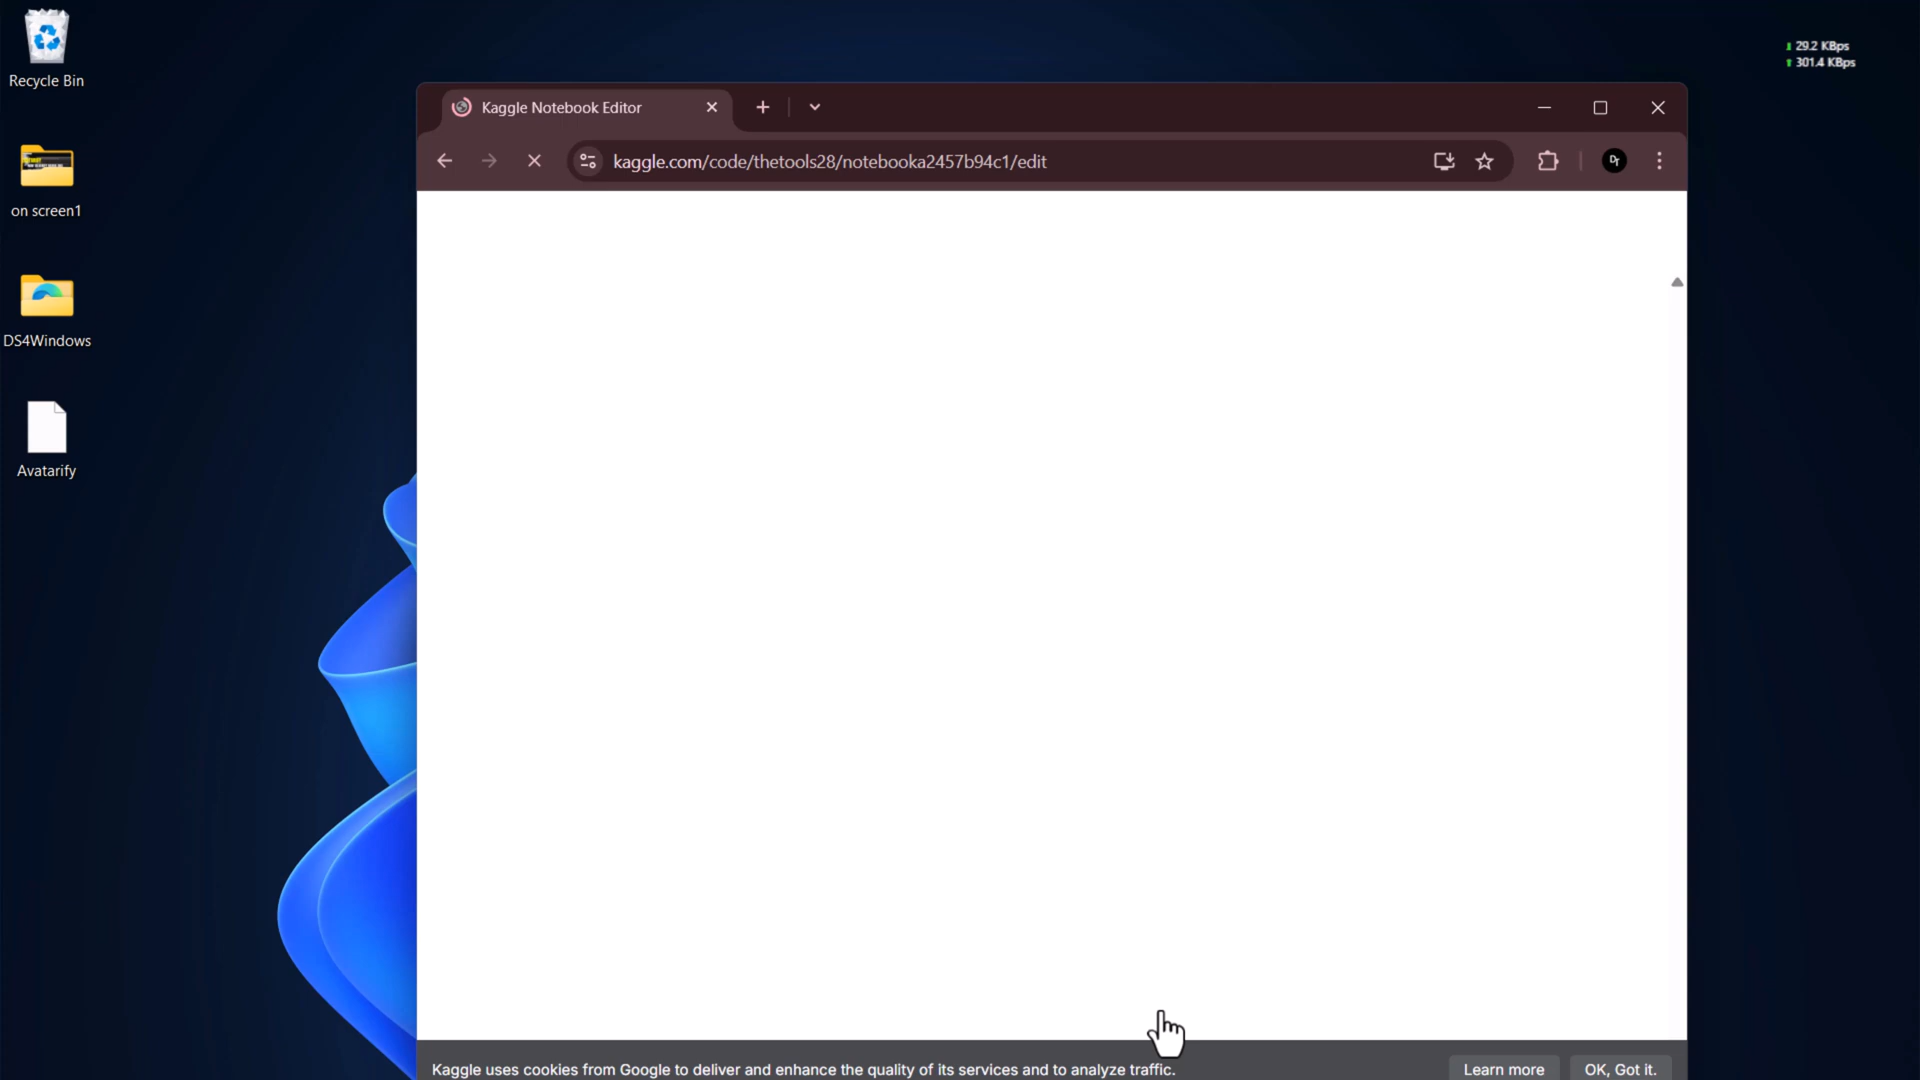 Recycle Bin
on screen1
DS4Windows
Avatarify
29.2 KBps
301.4 KBps
Kaggle Notebook Editor
kaggle.com/code/thetools28/notebooka2457b94c1/edit
DT
Kaggle uses cookies from Google to deliver and enhance the quality of its services and to analyze traffic.
Learn more
OK, Got it.